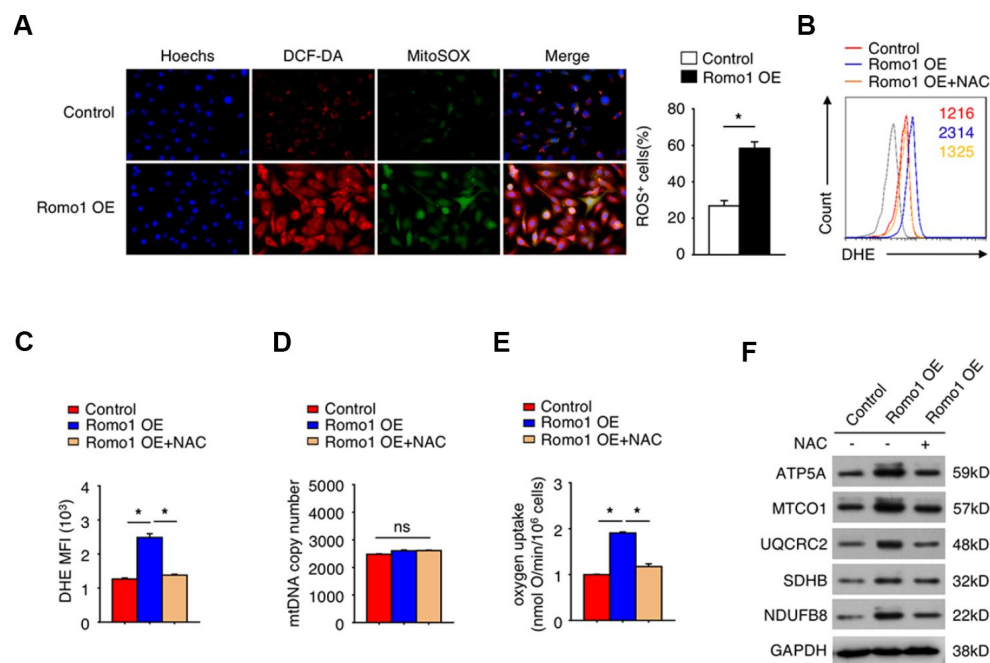 A
Hoechs DCF-DA MitoSOX Merge
Control
Romo1 OE
Control
Romo1 OE
*
ROS+ cells(%)
80
60
40
20
0
B
Control
Romo1 OE
Romo1 OE+NAC
1216
2314
1325
Count
DHE
C
Control
Romo1 OE
Romo1 OE+NAC
DHE MFI (10³)
4
3
2
1
0
* *
D
Control
Romo1 OE
Romo1 OE+NAC
mtDNA copy number
5000
4000
3000
2000
1000
0
ns
E
Control
Romo1 OE
Romo1 OE+NAC
oxygen uptake
(nmol O/min/10⁶ cells)
3
2
1
0
* *
F
Control Romo1 OE Romo1 OE
NAC - - +
ATP5A 59kD
MTCO1 57kD
UQCRC2 48kD
SDHB 32kD
NDUFB8 22kD
GAPDH 38kD